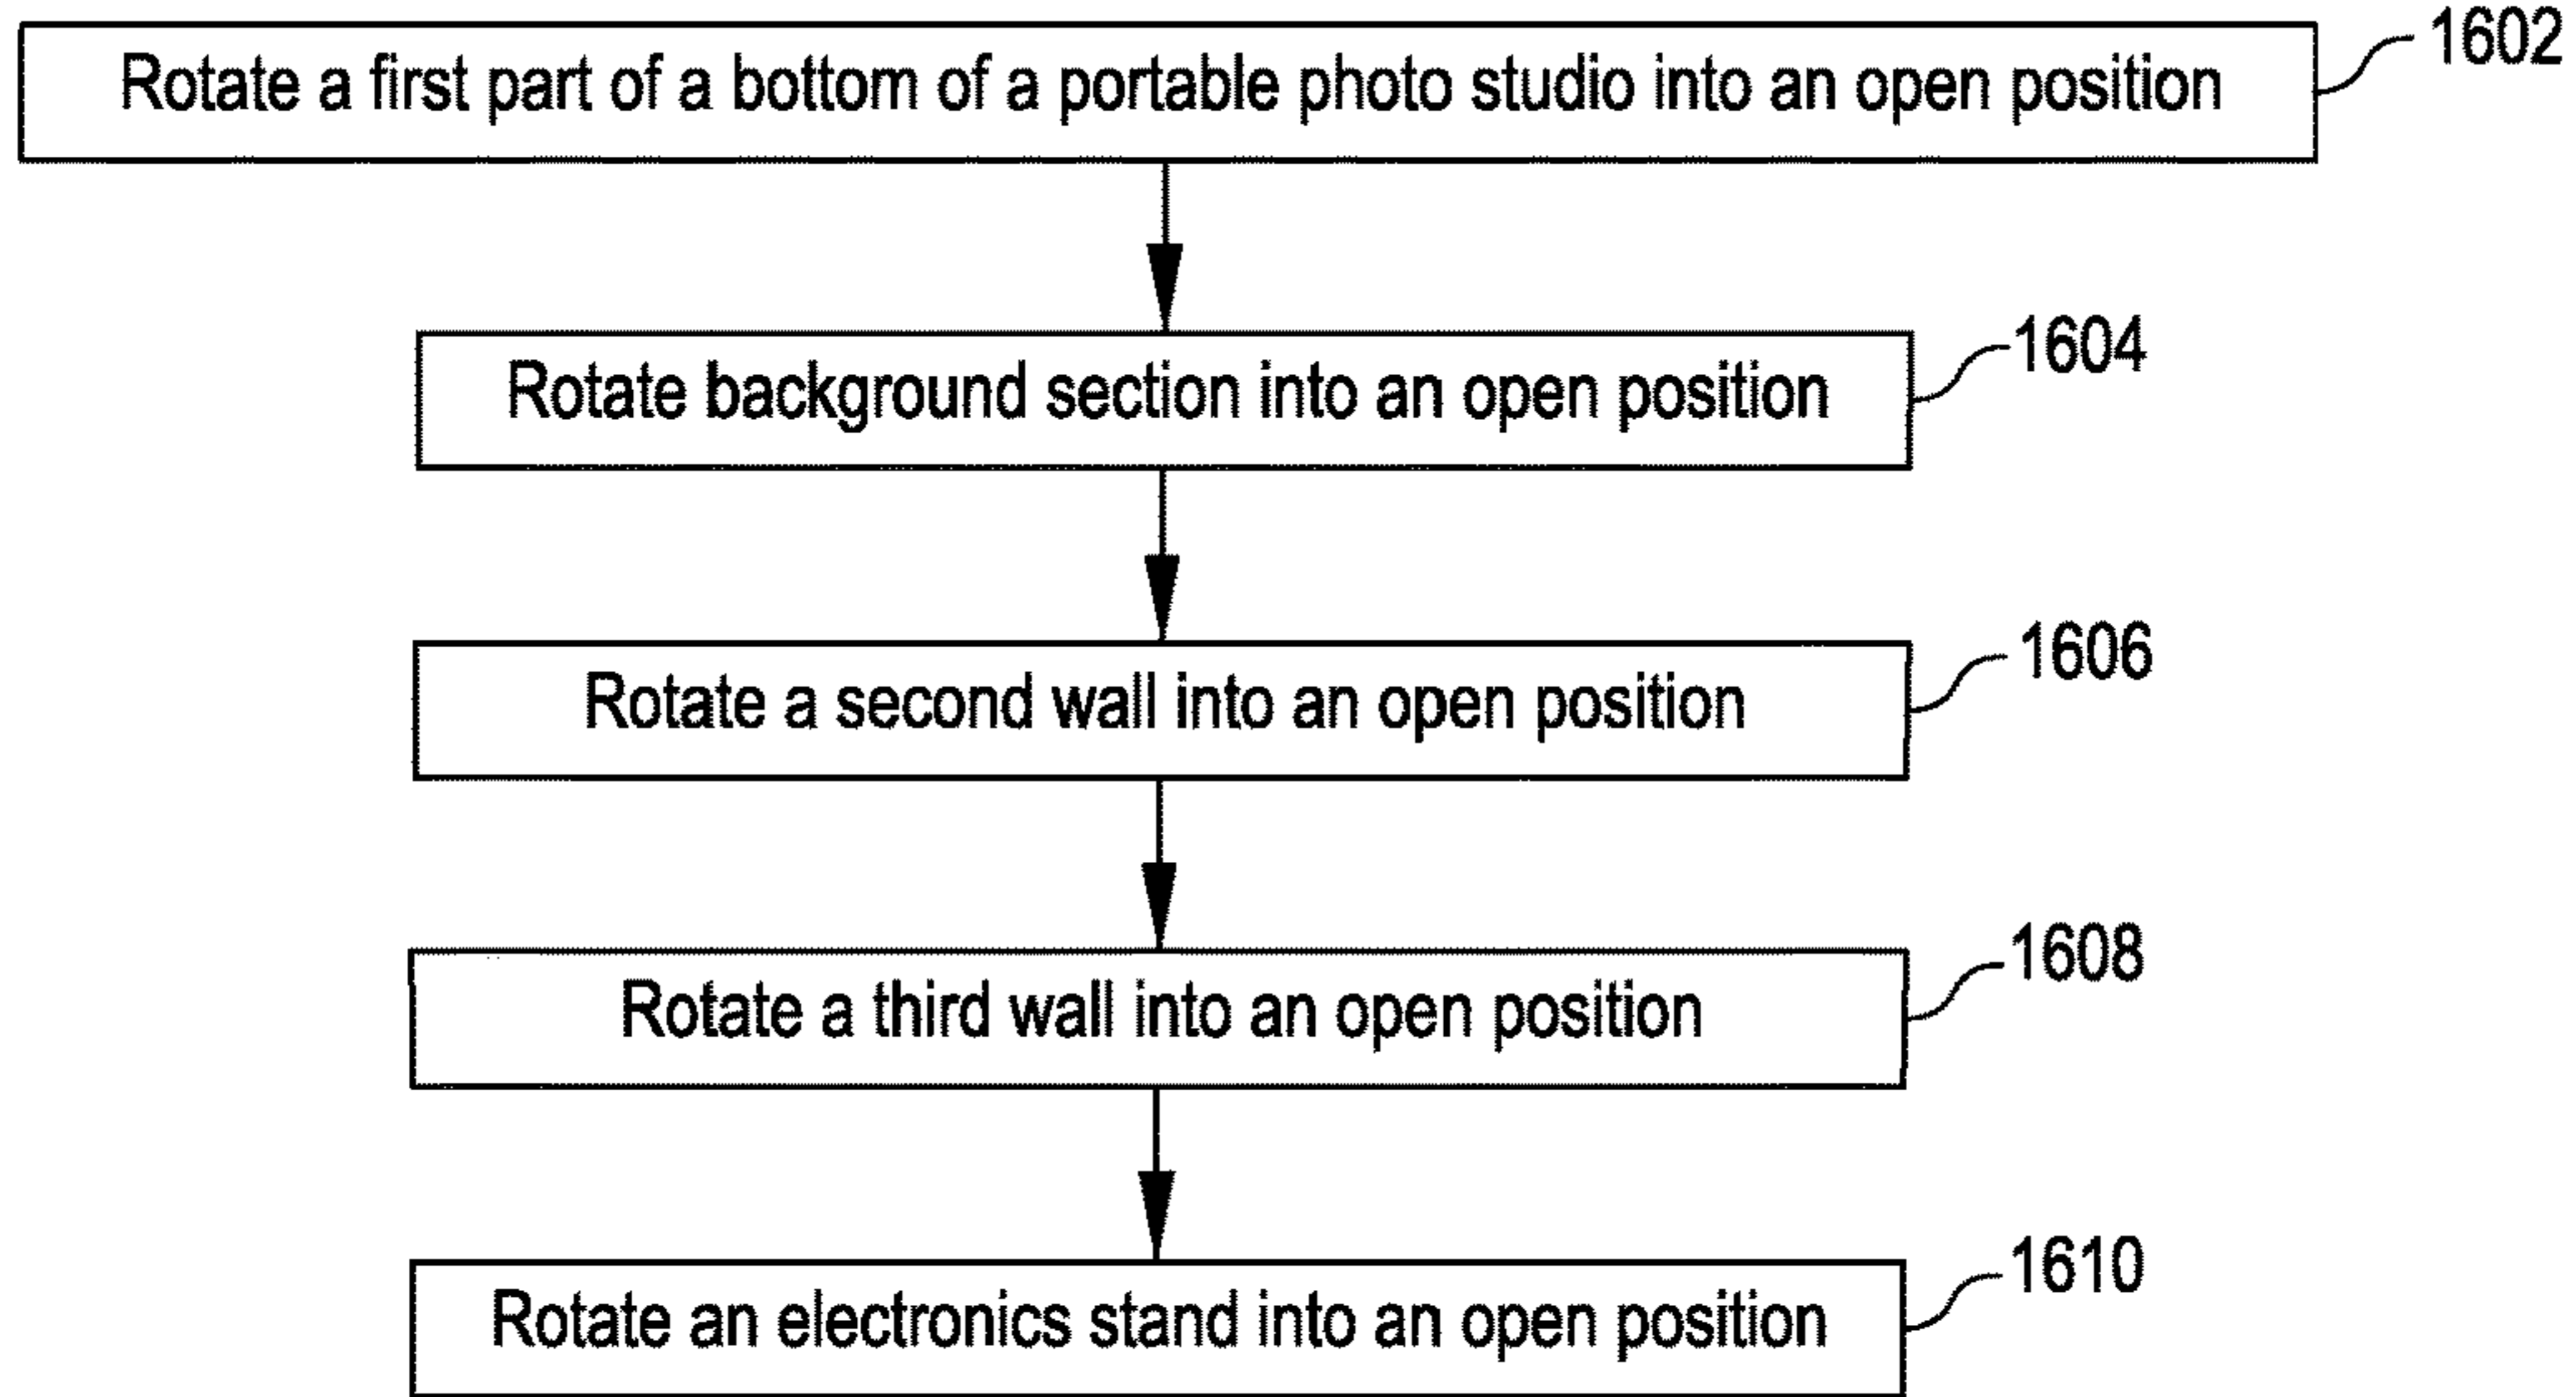 Rotate a first part of a bottom of a portable photo studio into an open position
1602
Rotate background section into an open position
1604
Rotate a second wall into an open position
1606
Rotate a third wall into an open position
1608
Rotate an electronics stand into an open position
1610